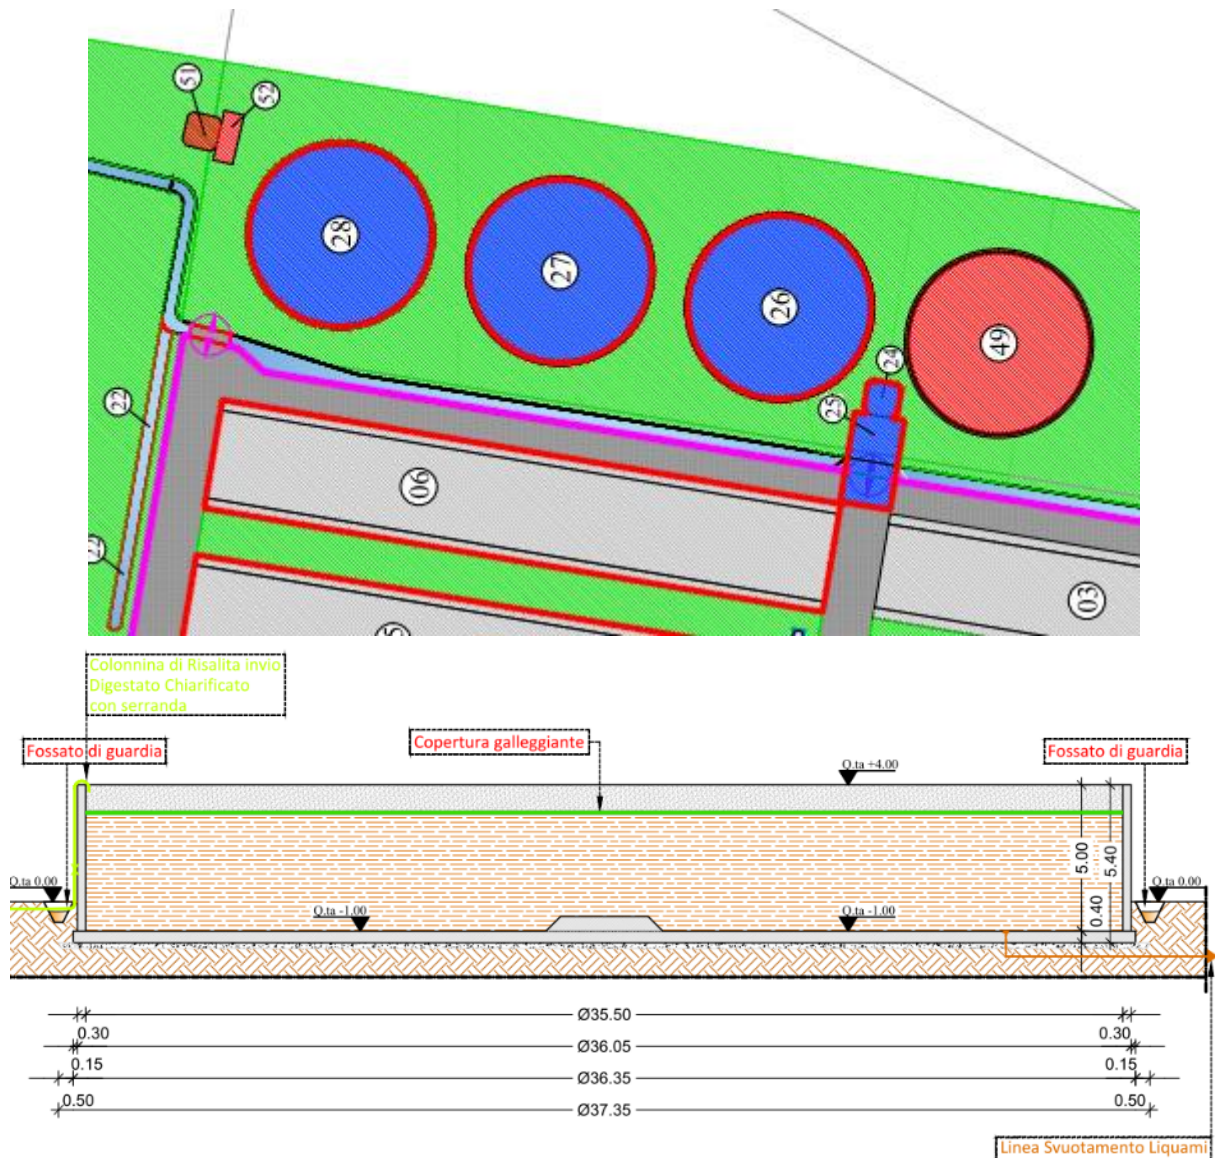 51
52
28
27
26
49
24
25
22
22
06
03
5
Colonnina di Risalita invio
Digestato Chiarificato
con serranda
Fossato di guardia
Copertura galleggiante
Fossato di guardia
Q.ta +4.00
Q.ta 0.00
Q.ta -1.00
Q.ta -1.00
Q.ta 0.00
5.00
5.40
0.40
Ø35.50
0.30
0.30
Ø36.05
0.15
0.15
Ø36.35
0.50
0.50
Ø37.35
Linea Svuotamento Liquami